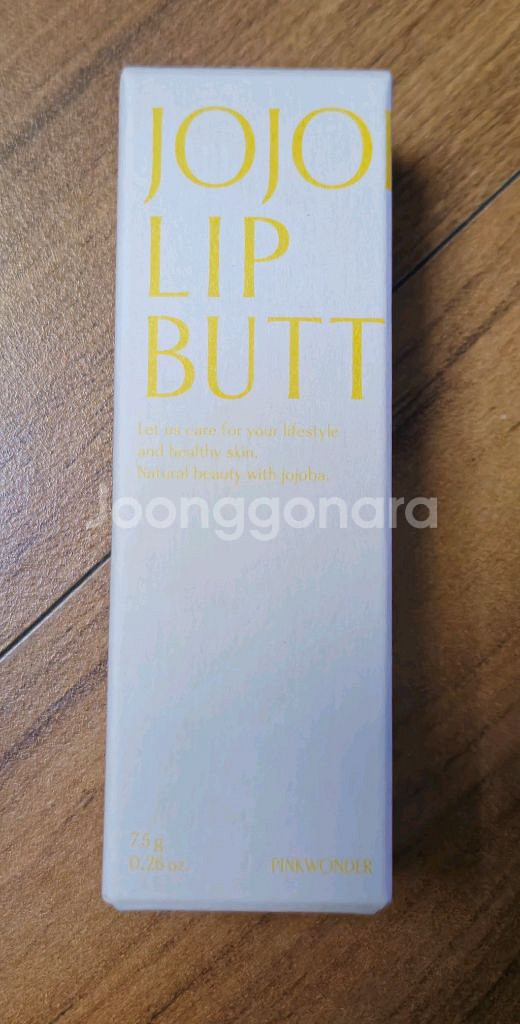 JOJO
LIP
BUTT
Let us care for your lifestyle
and healthy skin.
Natural beauty with jojoba.
Joonggonara
7.5 g
0.26 oz.
PINKWONDER